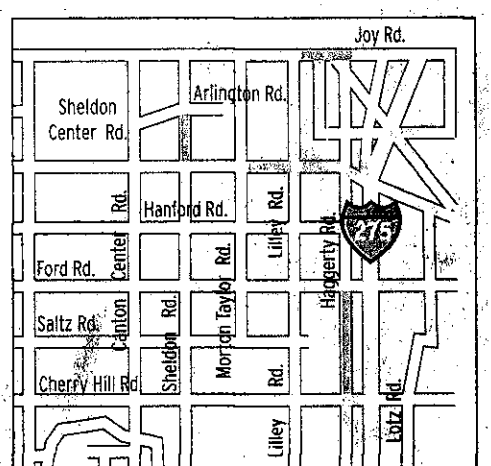 Joy Rd.
Arlington Rd.
Sheldon
Center Rd.
Hanford Rd.
Canton Center Rd.
Lilley Rd.
Haggerty Rd.
275
Ford Rd.
Morton Taylor Rd.
Sheldon Rd.
Saltz Rd.
Cherry Hill Rd
Lilley Rd.
Lotz Rd.